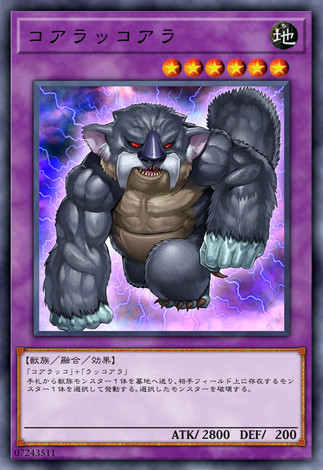 コアラッコアラ
地
【獣族／融合／効果】
「コアラッコ」＋「ラッコアラ」
手札から獣族モンスター１体を墓地へ送り、相手フィールド上に存在するモン
スター１体を選択して発動する。選択したモンスターを破壊する。
ATK/ 2800 DEF/ 200
07243511